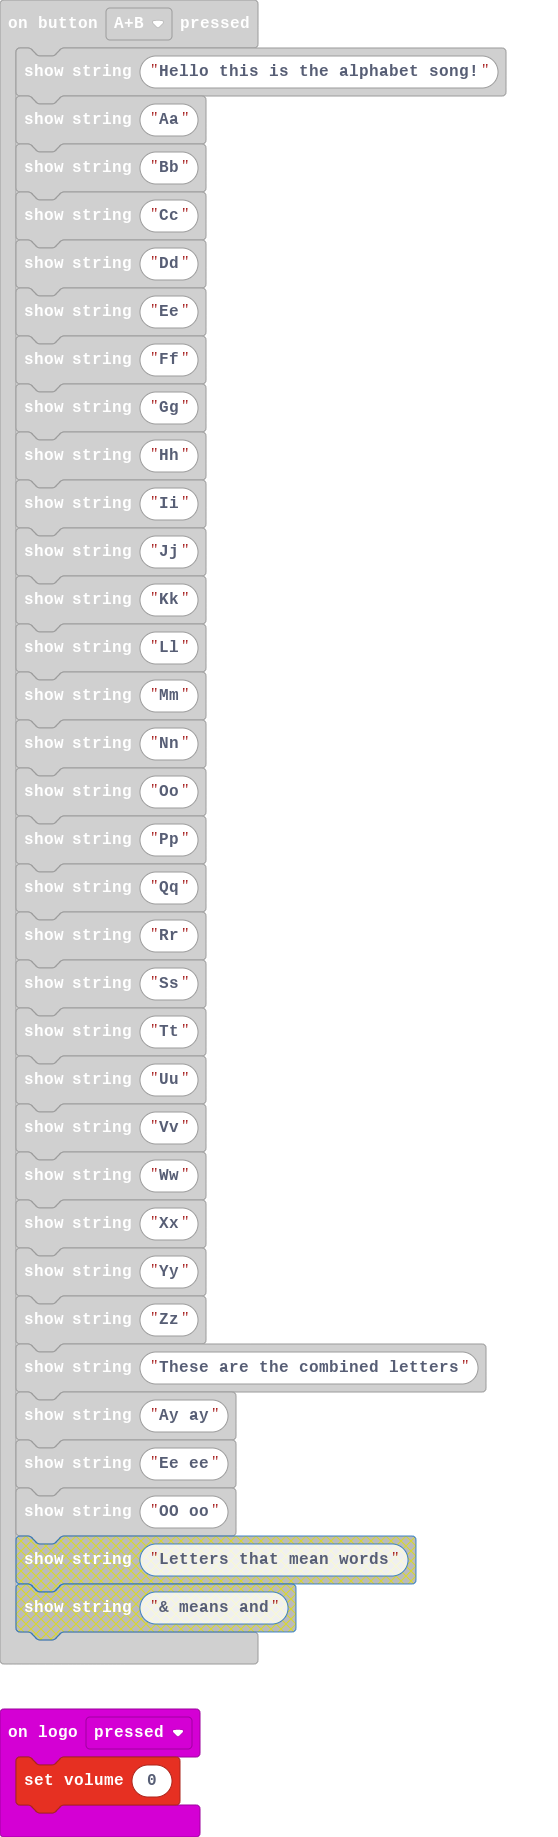 on button A+B pressed
show string "Hello this is the alphabet song!"
show string "Aa"
show string "Bb"
show string "Cc"
show string "Dd"
show string "Ee"
show string "Ff"
show string "Gg"
show string "Hh"
show string "Ii"
show string "Jj"
show string "Kk"
show string "Ll"
show string "Mm"
show string "Nn"
show string "Oo"
show string "Pp"
show string "Qq"
show string "Rr"
show string "Ss"
show string "Tt"
show string "Uu"
show string "Vv"
show string "Ww"
show string "Xx"
show string "Yy"
show string "Zz"
show string "These are the combined letters"
show string "Ay ay"
show string "Ee ee"
show string "OO oo"
show string "Letters that mean words"
show string "& means and"
on logo pressed
set volume 0